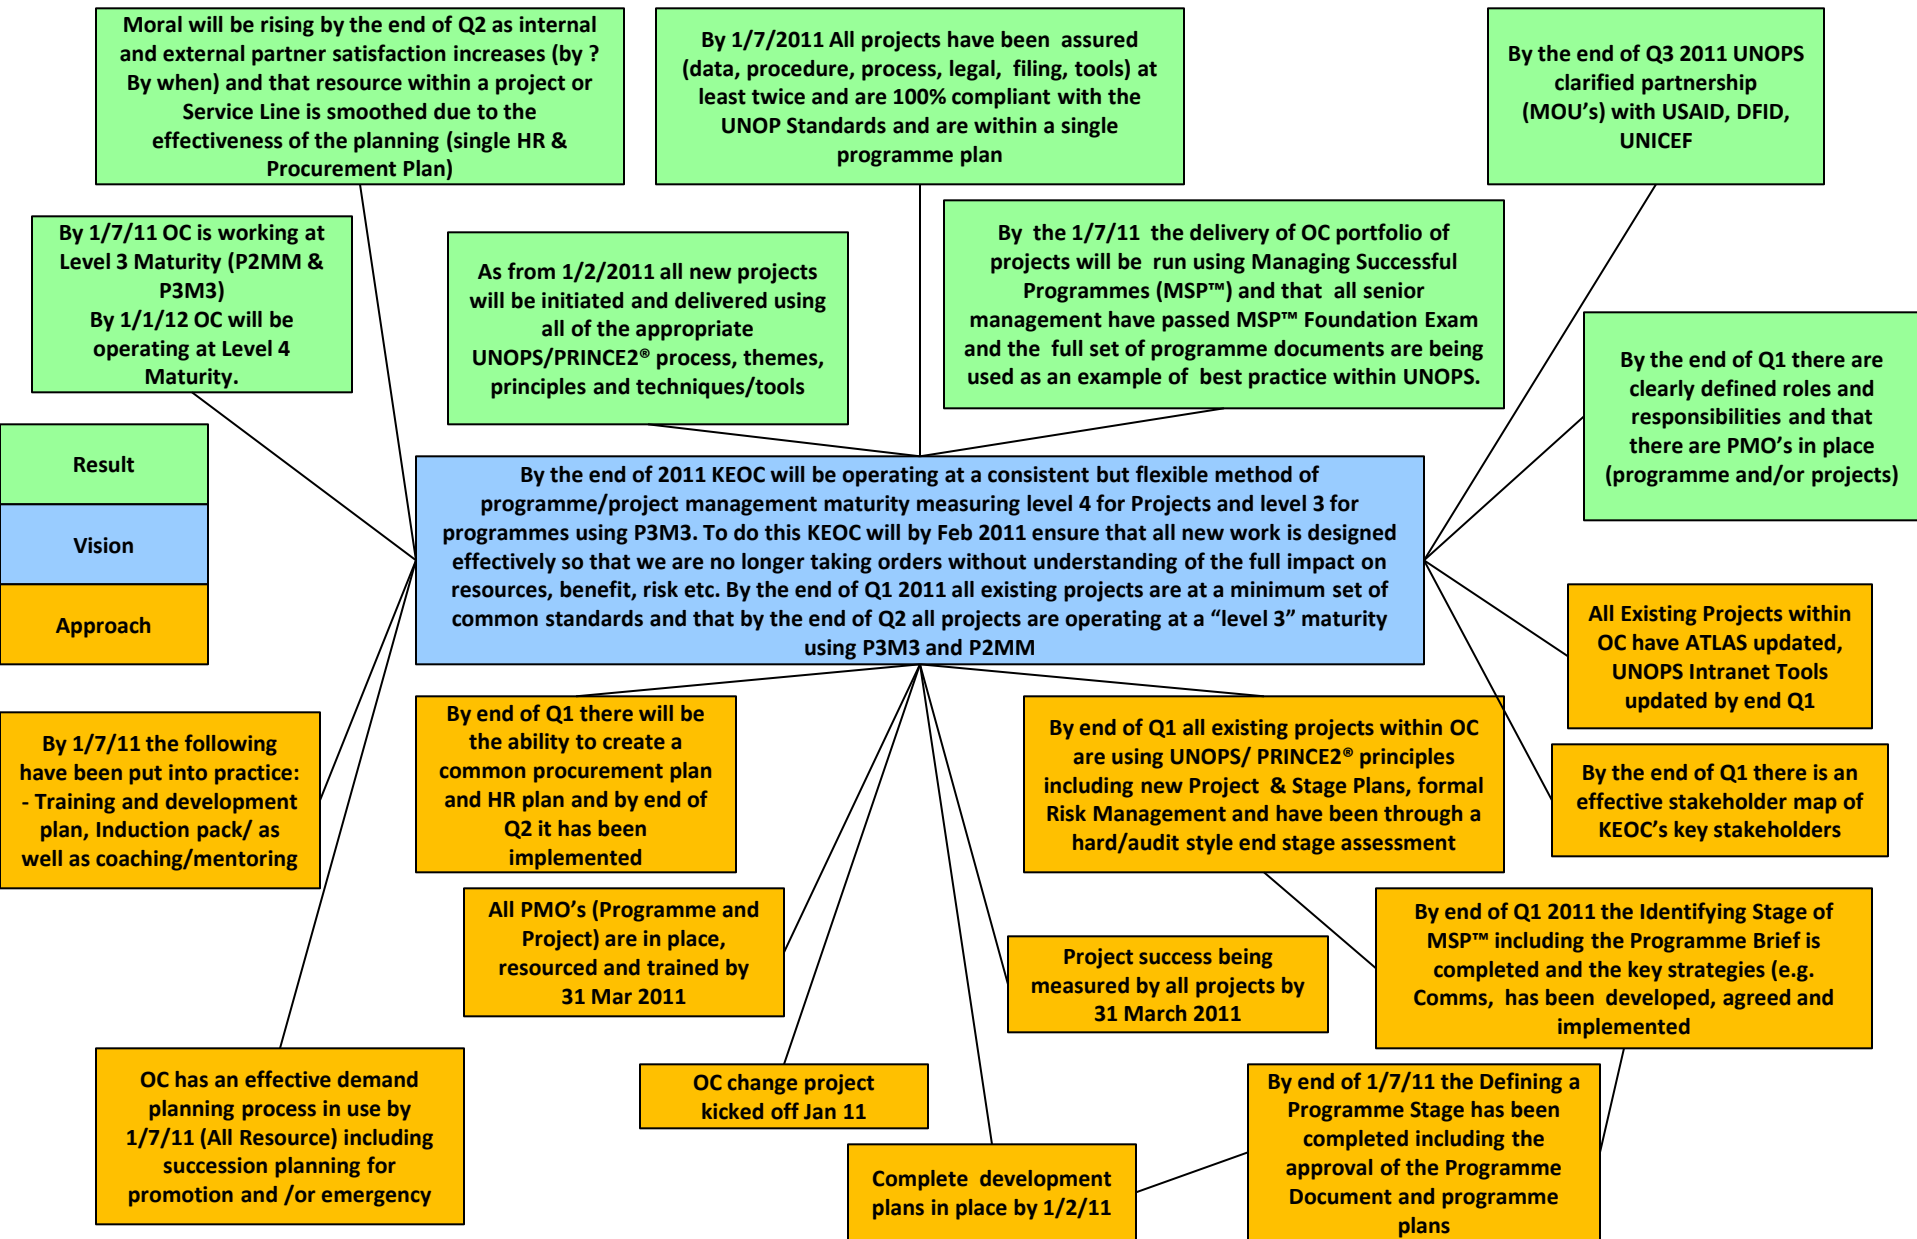 Moral will be rising by the end of Q2 as internal
and external partner satisfaction increases (by ?
By when) and that resource within a project or
Service Line is smoothed due to the
effectiveness of the planning (single HR &
Procurement Plan)
By 1/7/2011 All projects have been assured
(data, procedure, process, legal, filing, tools) at
least twice and are 100% compliant with the
UNOP Standards and are within a single
programme plan
By the end of Q3 2011 UNOPS
clarified partnership
(MOU's) with USAID, DFID,
UNICEF
By 1/7/11 OC is working at
Level 3 Maturity (P2MM &
P3M3)
By 1/1/12 OC will be
operating at Level 4
Maturity.
As from 1/2/2011 all new projects
will be initiated and delivered using
all of the appropriate
UNOPS/PRINCE2® process, themes,
principles and techniques/tools
By the 1/7/11 the delivery of OC portfolio of
projects will be run using Managing Successful
Programmes (MSP™) and that all senior
management have passed MSP™ Foundation Exam
and the full set of programme documents are being
used as an example of best practice within UNOPS.
By the end of Q1 there are
clearly defined roles and
responsibilities and that
there are PMO's in place
(programme and/or projects)
Result
Vision
Approach
By the end of 2011 KEOC will be operating at a consistent but flexible method of
programme/project management maturity measuring level 4 for Projects and level 3 for
programmes using P3M3. To do this KEOC will by Feb 2011 ensure that all new work is designed
effectively so that we are no longer taking orders without understanding of the full impact on
resources, benefit, risk etc. By the end of Q1 2011 all existing projects are at a minimum set of
common standards and that by the end of Q2 all projects are operating at a “level 3” maturity
using P3M3 and P2MM
All Existing Projects within
OC have ATLAS updated,
UNOPS Intranet Tools
updated by end Q1
By 1/7/11 the following
have been put into practice:
- Training and development
plan, Induction pack/ as
well as coaching/mentoring
By end of Q1 there will be
the ability to create a
common procurement plan
and HR plan and by end of
Q2 it has been
implemented
By end of Q1 all existing projects within OC
are using UNOPS/ PRINCE2® principles
including new Project & Stage Plans, formal
Risk Management and have been through a
hard/audit style end stage assessment
By the end of Q1 there is an
effective stakeholder map of
KEOC's key stakeholders
All PMO's (Programme and
Project) are in place,
resourced and trained by
31 Mar 2011
Project success being
measured by all projects by
31 March 2011
By end of Q1 2011 the Identifying Stage of
MSP™ including the Programme Brief is
completed and the key strategies (e.g.
Comms, has been developed, agreed and
implemented
OC has an effective demand
planning process in use by
1/7/11 (All Resource) including
succession planning for
promotion and /or emergency
OC change project
kicked off Jan 11
Complete development
plans in place by 1/2/11
By end of 1/7/11 the Defining a
Programme Stage has been
completed including the
approval of the Programme
Document and programme
plans